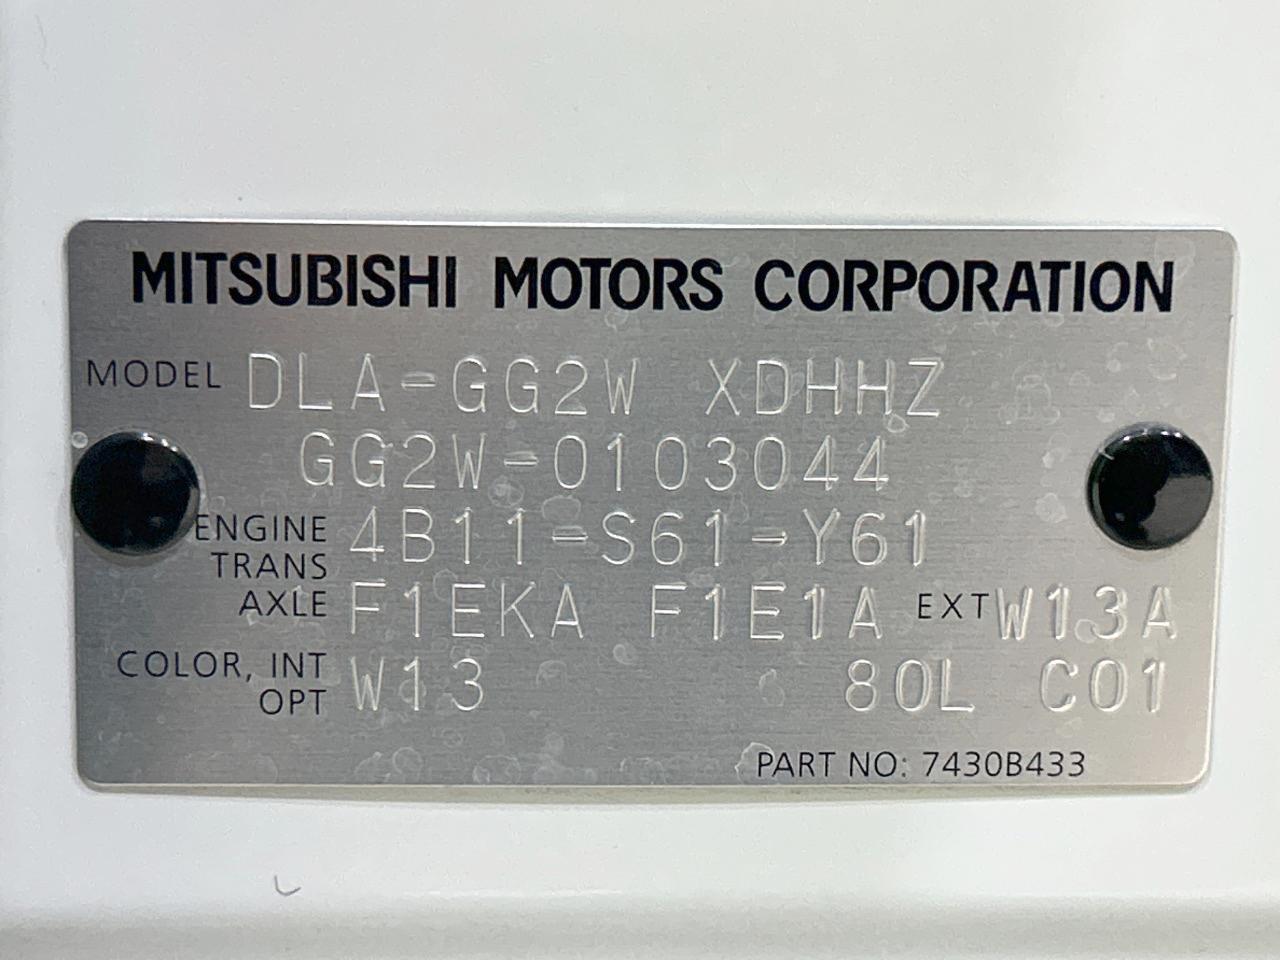 MITSUBISHI MOTORS CORPORATION
MODEL DLA-GG2W XDHHZ
GG2W-0103044
ENGINE 4B11-S61-Y61
TRANS
AXLE F1EKA F1E1A EXT W13A
COLOR, INT W13 80L C01
OPT
PART NO: 7430B433